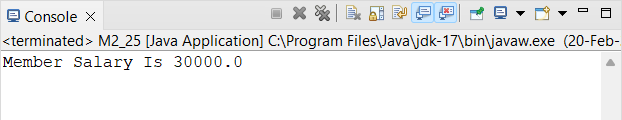 Console
<terminated> M2_25 [Java Application] C:\Program Files\Java\jdk-17\bin\javaw.exe (20-Feb-
Member Salary Is 30000.0